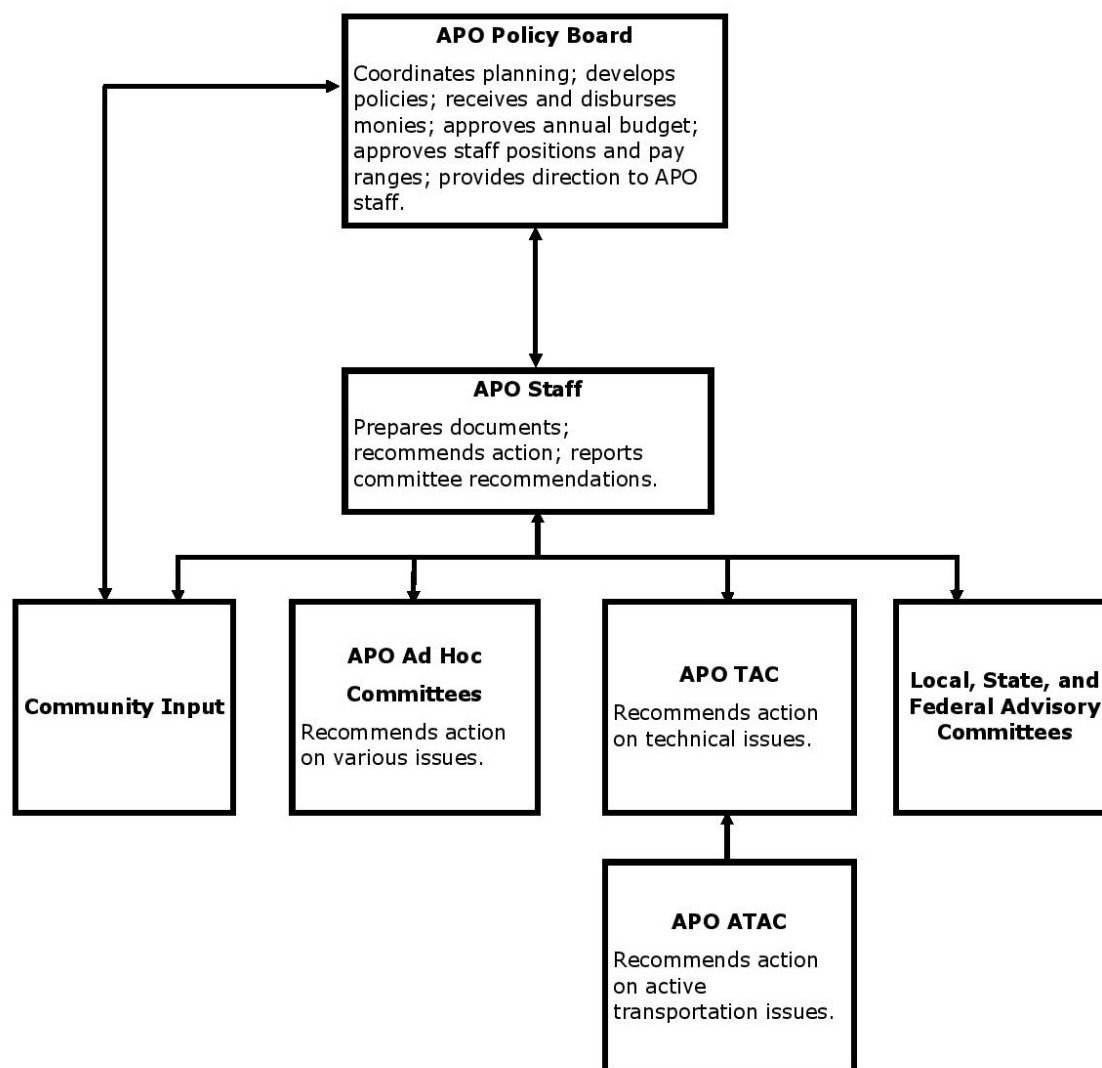 APO Policy Board
Coordinates planning; develops
policies; receives and disburses
monies; approves annual budget;
approves staff positions and pay
ranges; provides direction to APO
staff.
APO Staff
Prepares documents;
recommends action; reports
committee recommendations.
Community Input
APO Ad Hoc
Committees
Recommends action
on various issues.
APO TAC
Recommends action
on technical issues.
Local, State, and
Federal Advisory
Committees
APO ATAC
Recommends action
on active
transportation issues.